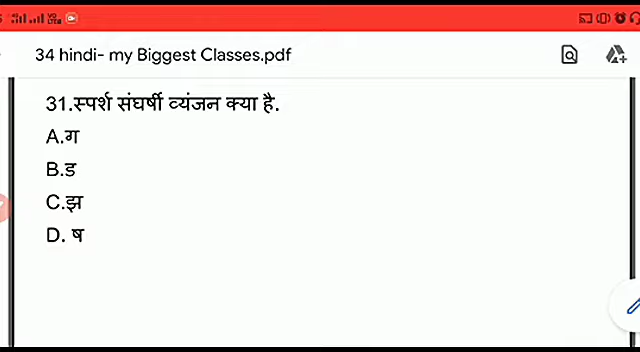 34 hindi- my Biggest Classes.pdf
31.स्पर्श संघर्षी व्यंजन क्या है.
A.ग
B.ड
C.झ
D. ष